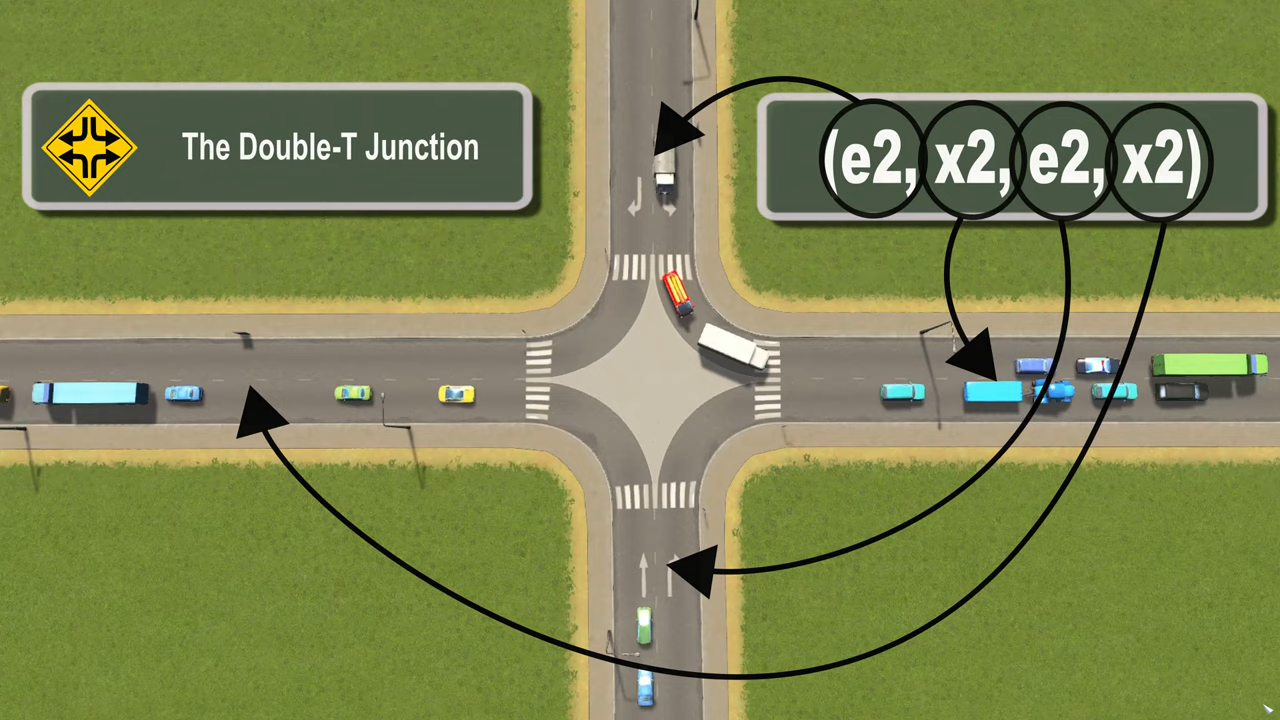 The Double-T Junction
(e2, x2, e2, x2)